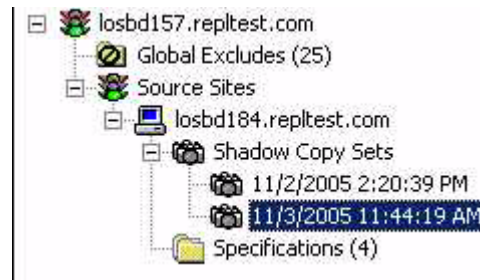 losbd157.repltest.com
Global Excludes (25)
Source Sites
losbd184.repltest.com
Shadow Copy Sets
11/2/2005 2:20:39 PM
11/3/2005 11:44:19 AM
Specifications (4)